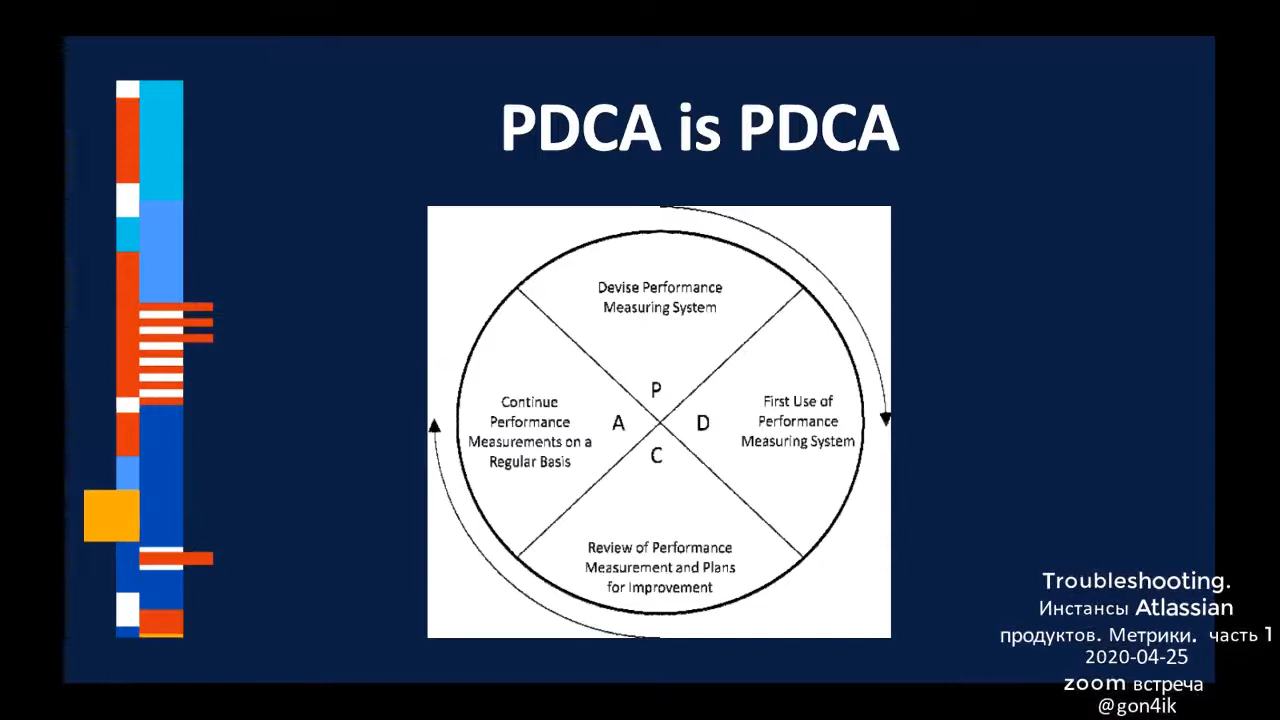 PDCA is PDCA
Devise Performance
Measuring System
P
First Use of
Performance
Measuring System
D
Continue
Performance
Measurements on a
Regular Basis
A
C
Review of Performance
Measurement and Plans
for Improvement
Troubleshooting.
Инстансы Atlassian
продуктов. Метрики. часть 1
2020-04-25
zoom встреча
@gon4ik